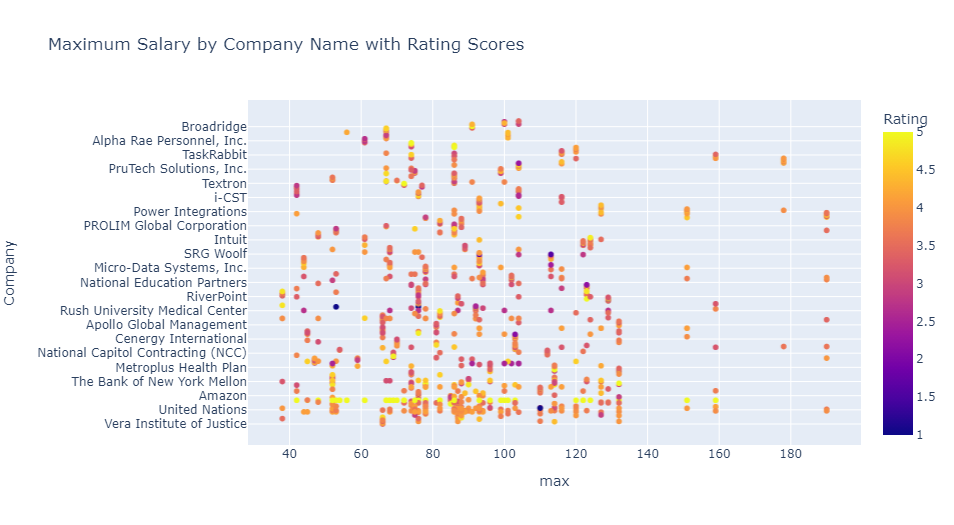 Maximum Salary by Company Name with Rating Scores
Rating
Broadridge
Alpha Rae Personnel, Inc.
TaskRabbit
PruTech Solutions, Inc.
Textron
i-CST
Power Integrations
PROLIM Global Corporation
Intuit
SRG Woolf
Micro-Data Systems, Inc.
National Education Partners
RiverPoint
Rush University Medical Center
Apollo Global Management
Cenergy International
National Capitol Contracting (NCC)
Metroplus Health Plan
The Bank of New York Mellon
Amazon
United Nations
Vera Institute of Justice
Company
40 60 80 100 120 140 160 180
max
5
4.5
4
3.5
3
2.5
2
1.5
1